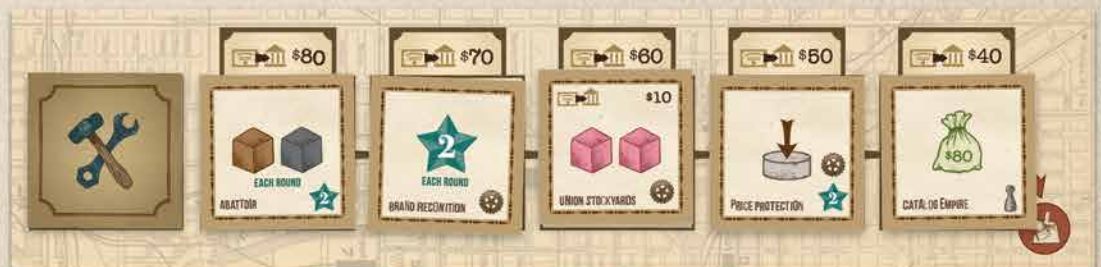 $80
$70
$60
$50
$40
EACH ROUND
2
ABATTOIR
2
EACH ROUND
BRAND RECONITION
$10
UNION STOCKYARDS
2
PRICE PROTECTION
$80
CATALOG EMPIRE